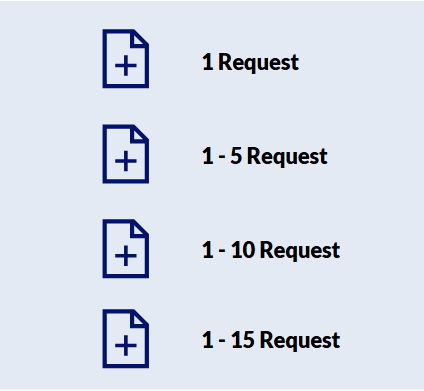 1 Request
1 - 5 Request
1 - 10 Request
1 - 15 Request